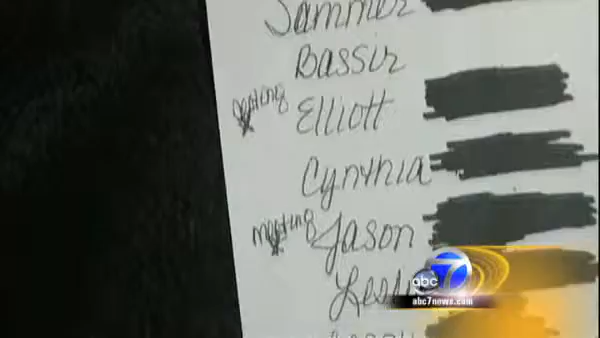 Sammer
Bassir
meeting Elliott
Cynthia
meeting Jason
abc 7
abc7news.com